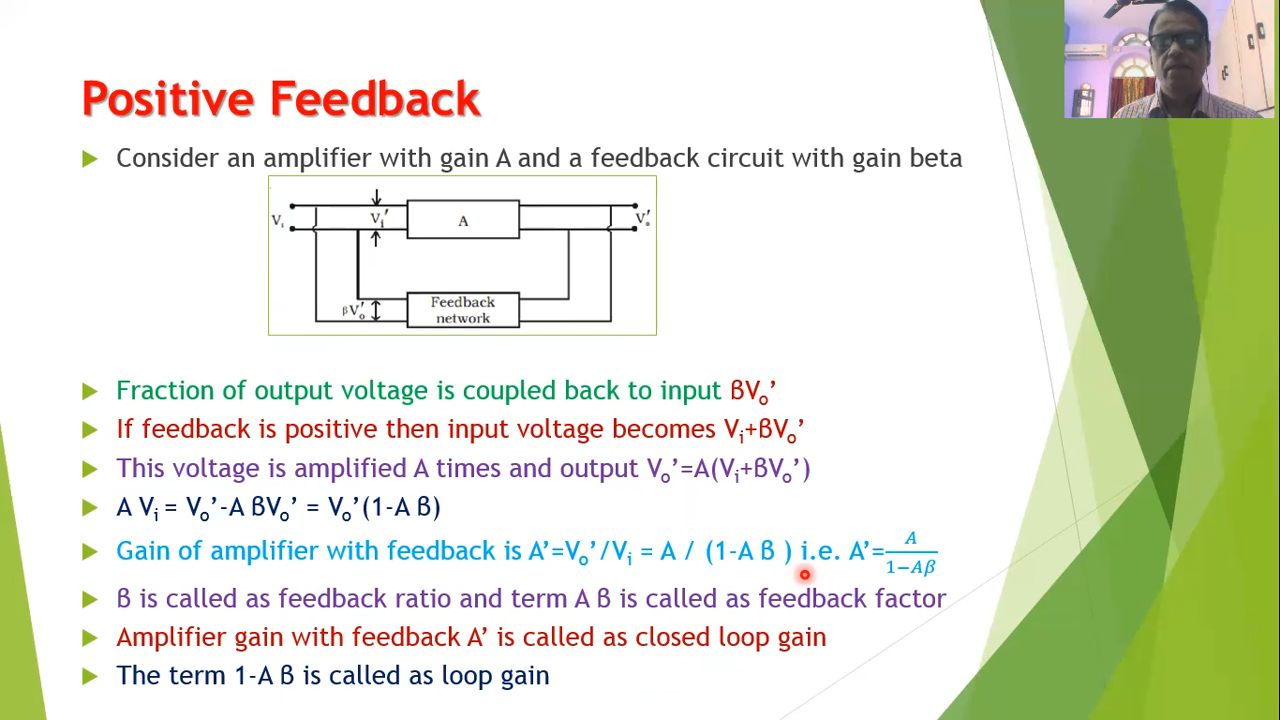 Positive Feedback
Consider an amplifier with gain A and a feedback circuit with gain beta
Vi
Vi'
A
Vo'
βVo'
Feedback
network
Fraction of output voltage is coupled back to input βVo’
If feedback is positive then input voltage becomes Vi+βVo’
This voltage is amplified A times and output Vo’=A(Vi+βVo’)
A Vi = Vo’-A βVo’ = Vo’(1-A β)
Gain of amplifier with feedback is A’=Vo’/Vi = A / (1-A β ) i.e. A’=A/(1−Aβ)
β is called as feedback ratio and term A β is called as feedback factor
Amplifier gain with feedback A’ is called as closed loop gain
The term 1-A β is called as loop gain